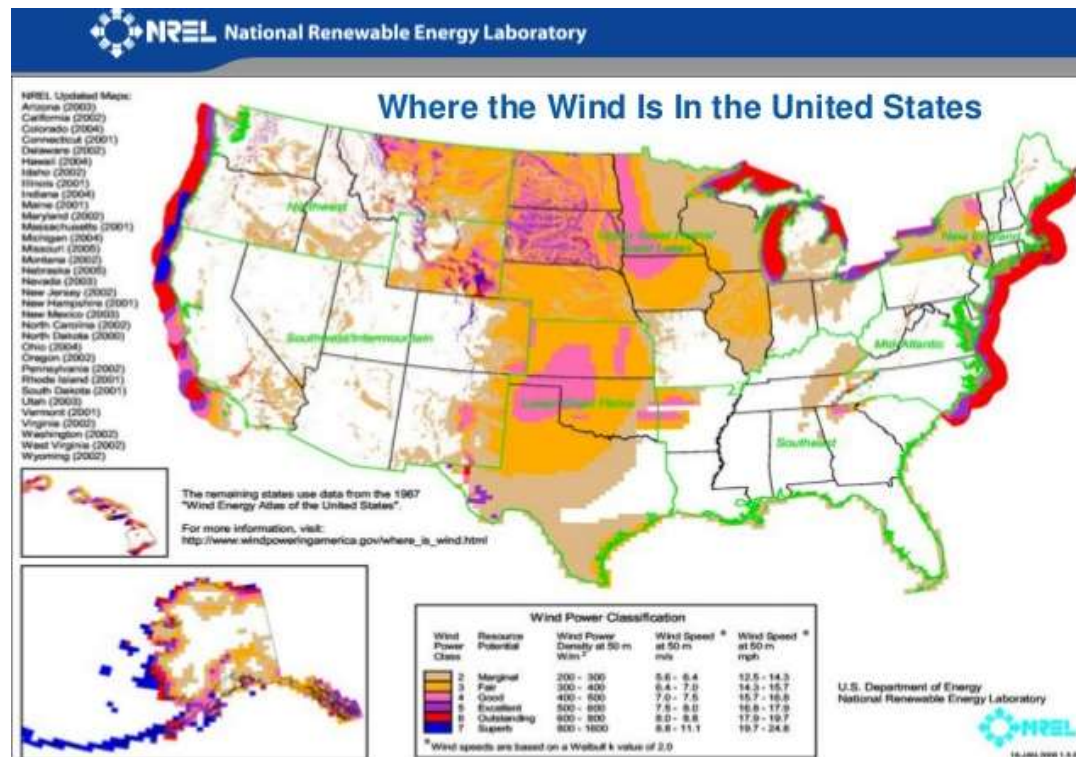 NREL National Renewable Energy Laboratory
Where the Wind Is In the United States
NREL Updated Maps:
Arizona (2003)
California (2002)
Colorado (2004)
Connecticut (2001)
Delaware (2002)
Hawaii (2004)
Idaho (2002)
Illinois (2001)
Indiana (2004)
Maine (2001)
Maryland (2002)
Massachusetts (2001)
Michigan (2004)
Missouri (2005)
Montana (2002)
Nebraska (2005)
Nevada (2003)
New Jersey (2002)
New Hampshire (2001)
New Mexico (2003)
North Carolina (2002)
North Dakota (2000)
Ohio (2004)
Oregon (2002)
Pennsylvania (2002)
Rhode Island (2001)
South Dakota (2001)
Utah (2003)
Vermont (2001)
Virginia (2002)
Washington (2002)
West Virginia (2002)
Wyoming (2002)
Northwest
Southwest/Intermountain
New England
Mid-Atlantic
Southeast
The remaining states use data from the 1987
"Wind Energy Atlas of the United States".
For more information, visit:
http://www.windpoweringamerica.gov/where_is_wind.html
Wind Power Classification
Wind Power Class Resource Potential Wind Power Density at 50 m W/m² Wind Speed * at 50 m m/s Wind Speed * at 50 m mph
2 Marginal 200 - 300 5.6 - 6.4 12.5 - 14.3
3 Fair 300 - 400 6.4 - 7.0 14.3 - 15.7
4 Good 400 - 500 7.0 - 7.5 15.7 - 16.8
5 Excellent 500 - 600 7.5 - 8.0 16.8 - 17.9
6 Outstanding 600 - 800 8.0 - 8.8 17.9 - 19.7
7 Superb 800 - 1600 8.8 - 11.1 19.7 - 24.8
* Wind speeds are based on a Weibull k value of 2.0
U.S. Department of Energy
National Renewable Energy Laboratory
NREL